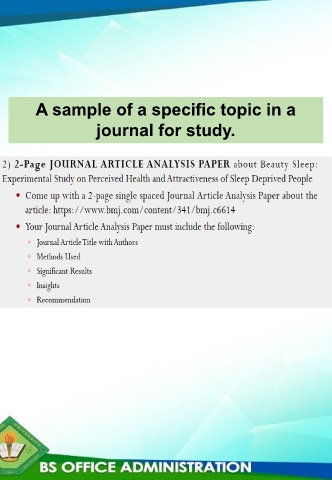 A sample of a specific topic in a
journal for study.
2) 2-Page JOURNAL ARTICLE ANALYSIS PAPER about Beauty Sleep:
Experimental Study on Perceived Health and Attractiveness of Sleep Deprived People
• Come up with a 2-page single spaced Journal Article Analysis Paper about the
article: https://www.bmj.com/content/341/bmj.c6614
• Your Journal Article Analysis Paper must include the following:
Journal Article Title with Authors
Methods Used
Significant Results
Insights
Recommendation
BS OFFICE ADMINISTRATION